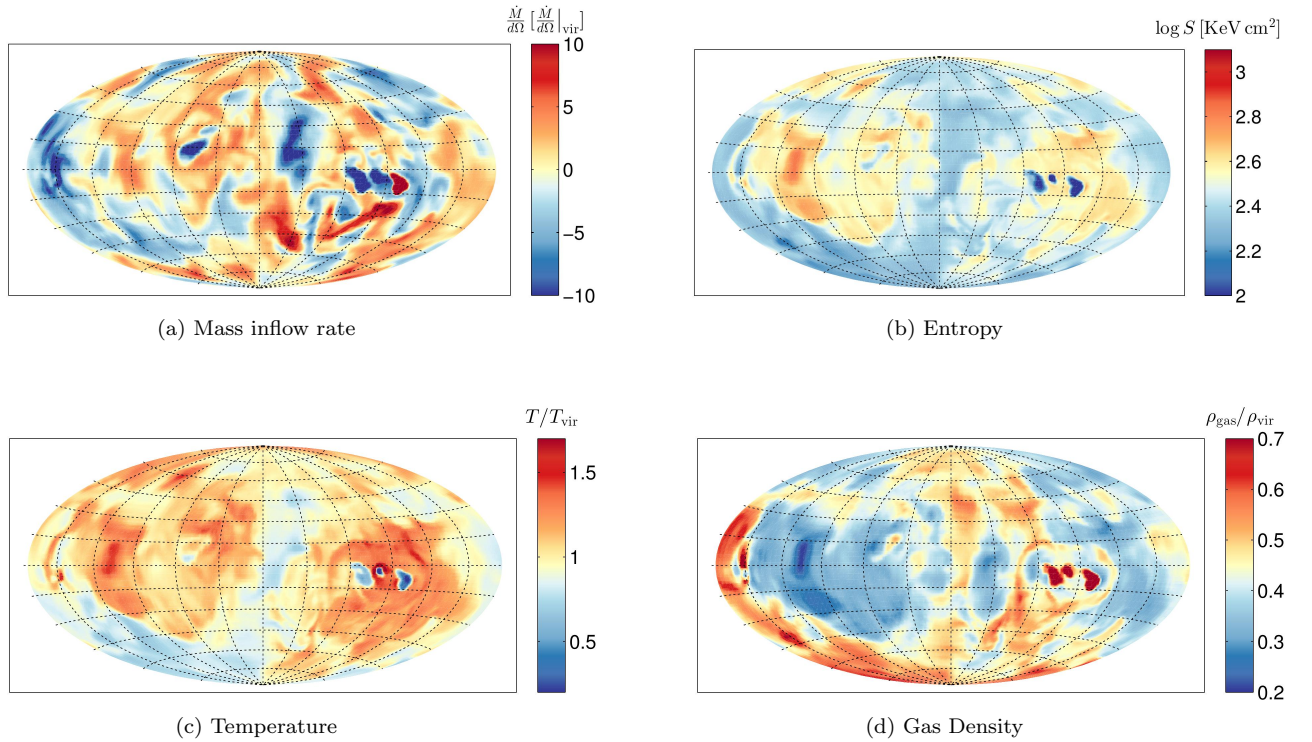 Ṁ/dΩ [Ṁ/dΩ|vir]
10
5
0
−5
−10
(a) Mass inflow rate
log S [KeV cm²]
3
2.8
2.6
2.4
2.2
2
(b) Entropy
T/Tvir
1.5
1
0.5
(c) Temperature
ρgas/ρvir
0.7
0.6
0.5
0.4
0.3
0.2
(d) Gas Density